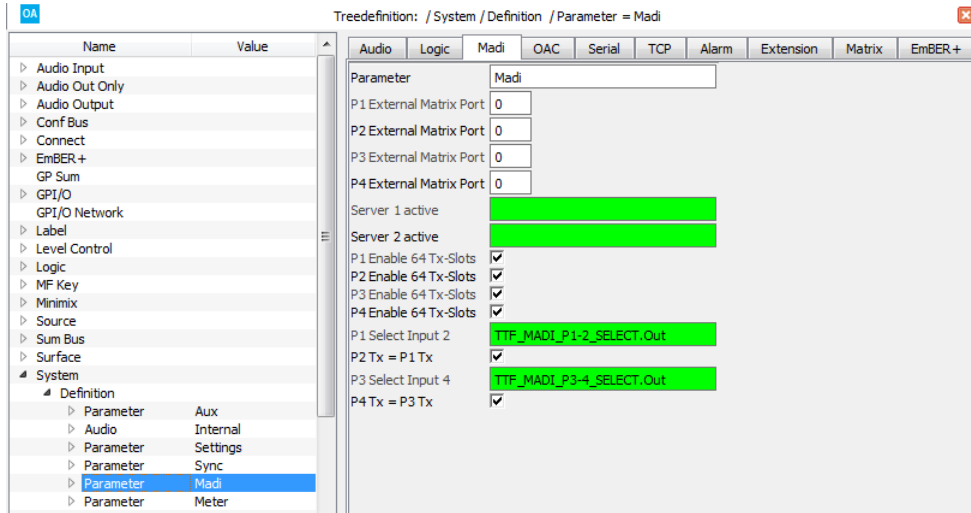 OA
Treedefinition: / System / Definition / Parameter = Madi
Name Value
Audio Input
Audio Out Only
Audio Output
Conf Bus
Connect
EmBER+
GP Sum
GPI/O
GPI/O Network
Label
Level Control
Logic
MF Key
Minimix
Source
Sum Bus
Surface
System
Definition
Parameter Aux
Audio Internal
Parameter Settings
Parameter Sync
Parameter Madi
Parameter Meter
Audio Logic Madi OAC Serial TCP Alarm Extension Matrix EmBER+
Parameter Madi
P1 External Matrix Port 0
P2 External Matrix Port 0
P3 External Matrix Port 0
P4 External Matrix Port 0
Server 1 active
Server 2 active
P1 Enable 64 Tx-Slots
P2 Enable 64 Tx-Slots
P3 Enable 64 Tx-Slots
P4 Enable 64 Tx-Slots
P1 Select Input 2 TTF_MADI_P1-2_SELECT.Out
P2 Tx = P1 Tx
P3 Select Input 4 TTF_MADI_P3-4_SELECT.Out
P4 Tx = P3 Tx